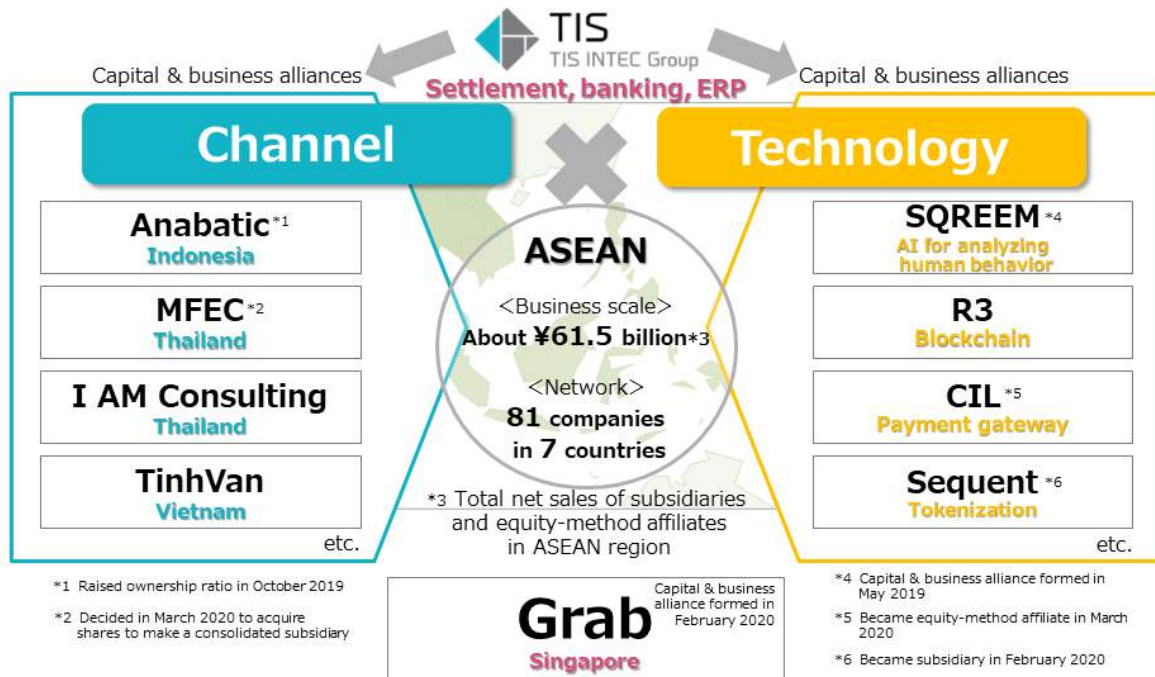 TIS
TIS INTEC Group
Settlement, banking, ERP
Capital & business alliances
Channel
Anabatic *1
Indonesia
MFEC *2
Thailand
I AM Consulting
Thailand
TinhVan
Vietnam
etc.
*1 Raised ownership ratio in October 2019
*2 Decided in March 2020 to acquire
shares to make a consolidated subsidiary
ASEAN
<Business scale>
About ¥61.5 billion*3
<Network>
81 companies
in 7 countries
*3 Total net sales of subsidiaries
and equity-method affiliates
in ASEAN region
Grab
Capital & business
alliance formed in
February 2020
Singapore
Capital & business alliances
Technology
SQREEM *4
AI for analyzing
human behavior
R3
Blockchain
CIL *5
Payment gateway
Sequent *6
Tokenization
etc.
*4 Capital & business alliance formed in
May 2019
*5 Became equity-method affiliate in March
2020
*6 Became subsidiary in February 2020